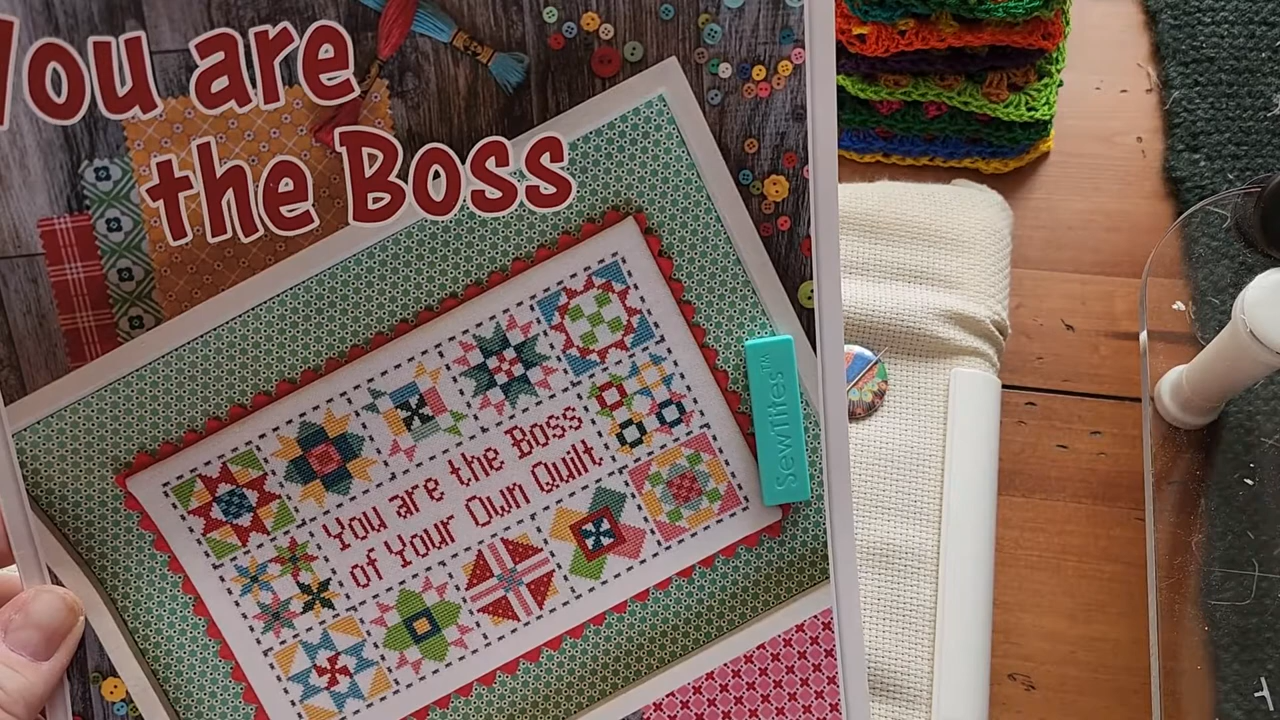 You are
the Boss
You are the Boss
of Your Own Quilt
SewTites™